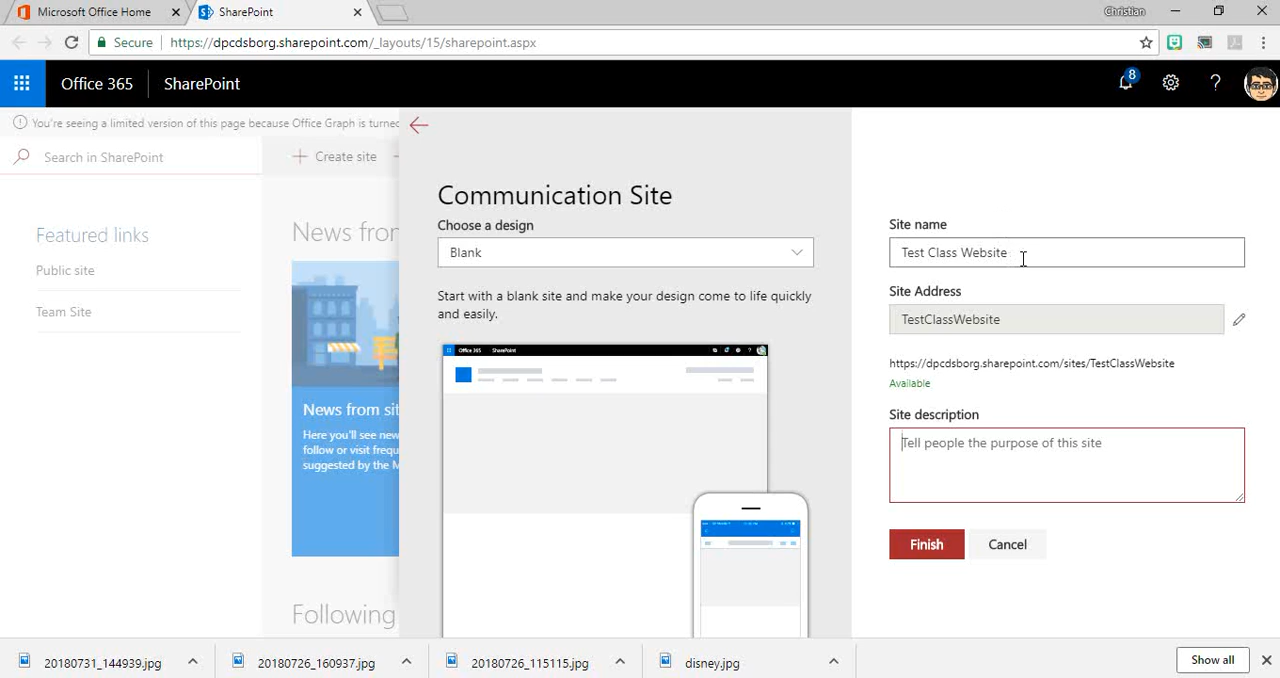 Microsoft Office Home
SharePoint
Christian
Secure
https://dpcdsborg.sharepoint.com/_layouts/15/sharepoint.aspx
Office 365
SharePoint
8
?
You're seeing a limited version of this page because Office Graph is turned
Search in SharePoint
Create site
Featured links
Public site
Team Site
News from
News from sit
Here you'll see new
follow or visit freque
suggested by the M
Following
Communication Site
Choose a design
Blank
Start with a blank site and make your design come to life quickly
and easily.
Office 365
SharePoint
Site name
Test Class Website
Site Address
TestClassWebsite
https://dpcdsborg.sharepoint.com/sites/TestClassWebsite
Available
Site description
Tell people the purpose of this site
Finish
Cancel
20180731_144939.jpg
20180726_160937.jpg
20180726_115115.jpg
disney.jpg
Show all